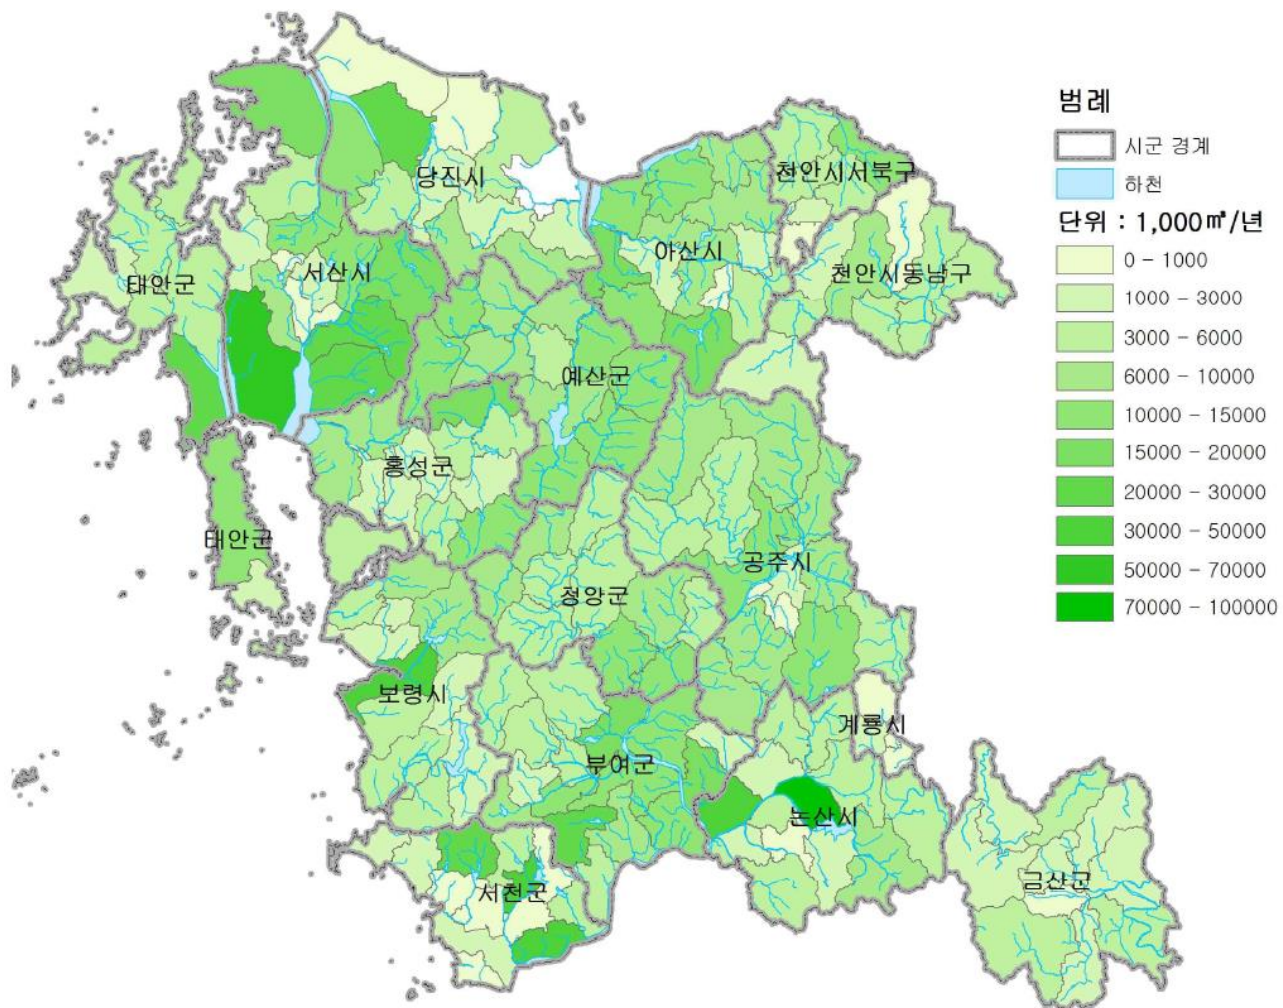 범례
시군 경계
하천
단위 : 1,000㎥/년
0 - 1000
1000 - 3000
3000 - 6000
6000 - 10000
10000 - 15000
15000 - 20000
20000 - 30000
30000 - 50000
50000 - 70000
70000 - 100000
당진시
천안시서북구
아산시
서산시
천안시동남구
태안군
예산군
홍성군
태안군
공주시
청양군
보령시
계룡시
부여군
논산시
서천군
금산군